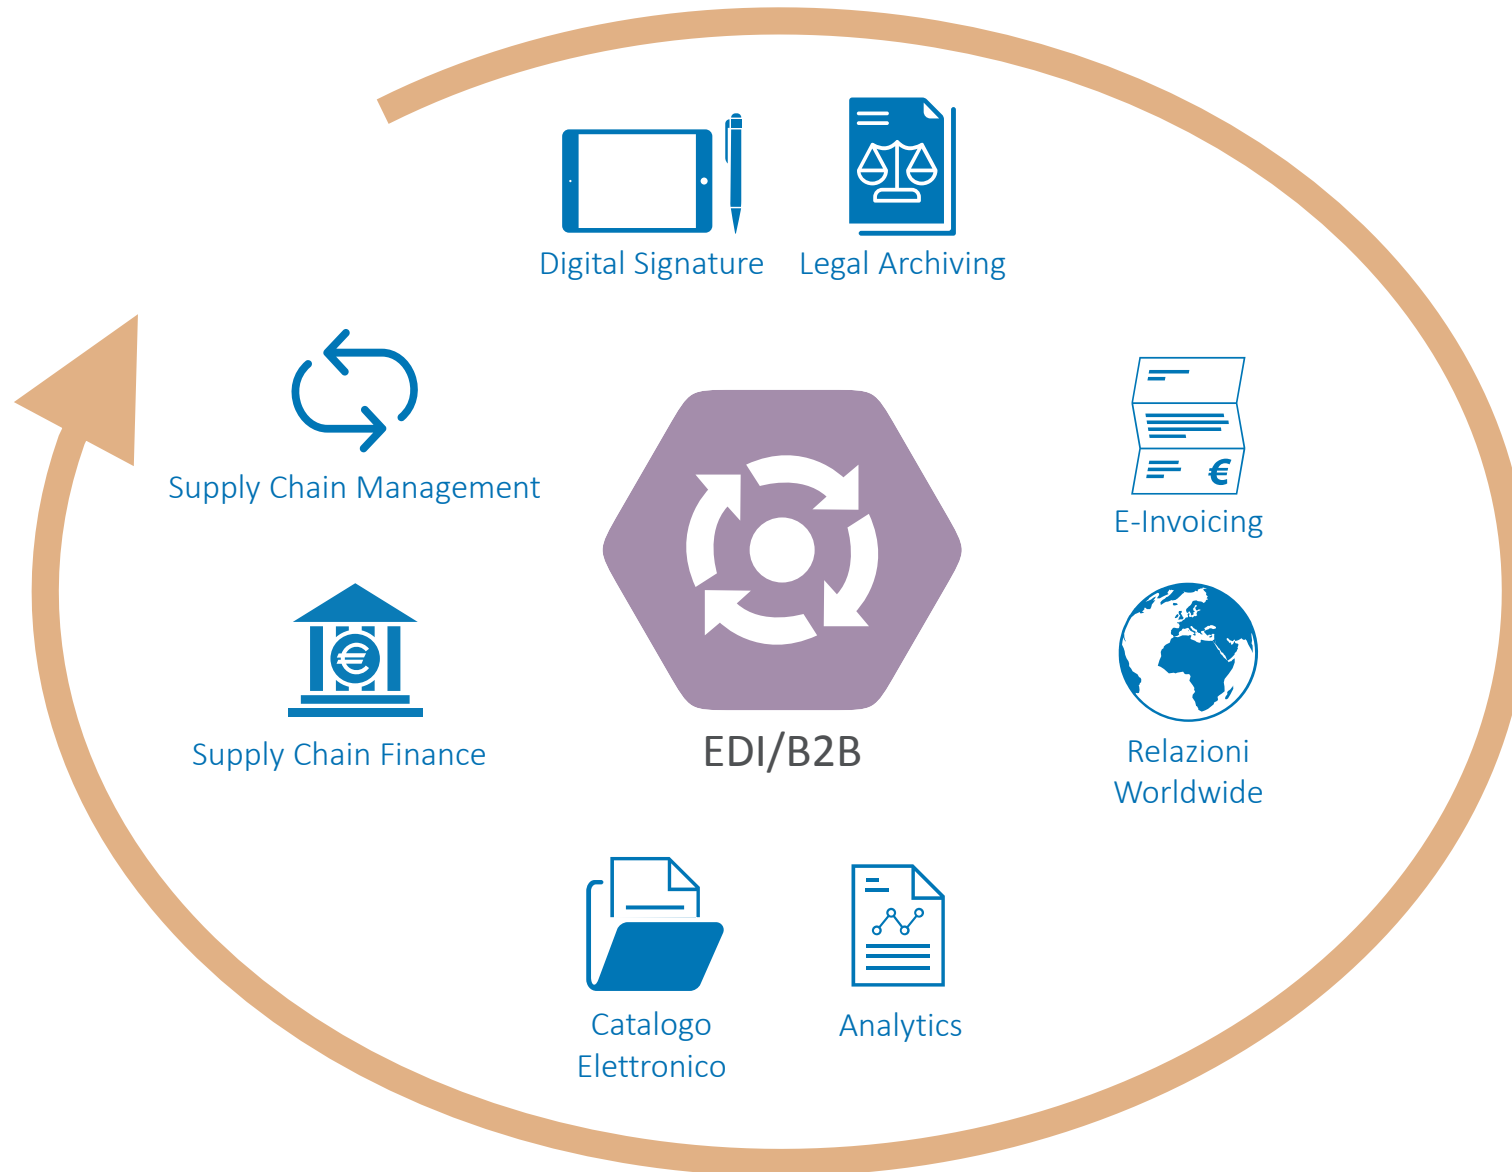 Digital Signature
Legal Archiving
Supply Chain Management
E-Invoicing
Supply Chain Finance
EDI/B2B
Relazioni
Worldwide
Catalogo
Elettronico
Analytics